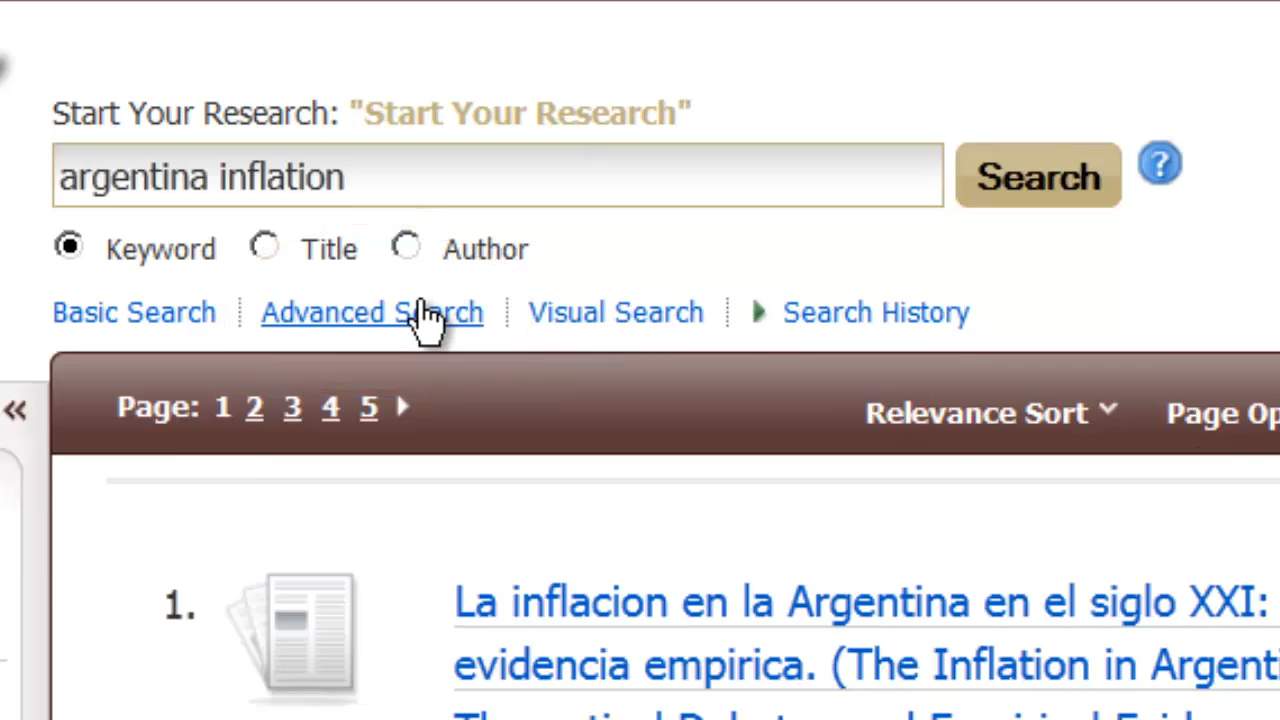 Start Your Research: "Start Your Research"
argentina inflation Search ?
Keyword Title Author
Basic Search Advanced Search Visual Search Search History
« Page: 1 2 3 4 5 Relevance Sort Page Op
1. La inflacion en la Argentina en el siglo XXI:
evidencia empirica. (The Inflation in Argenti